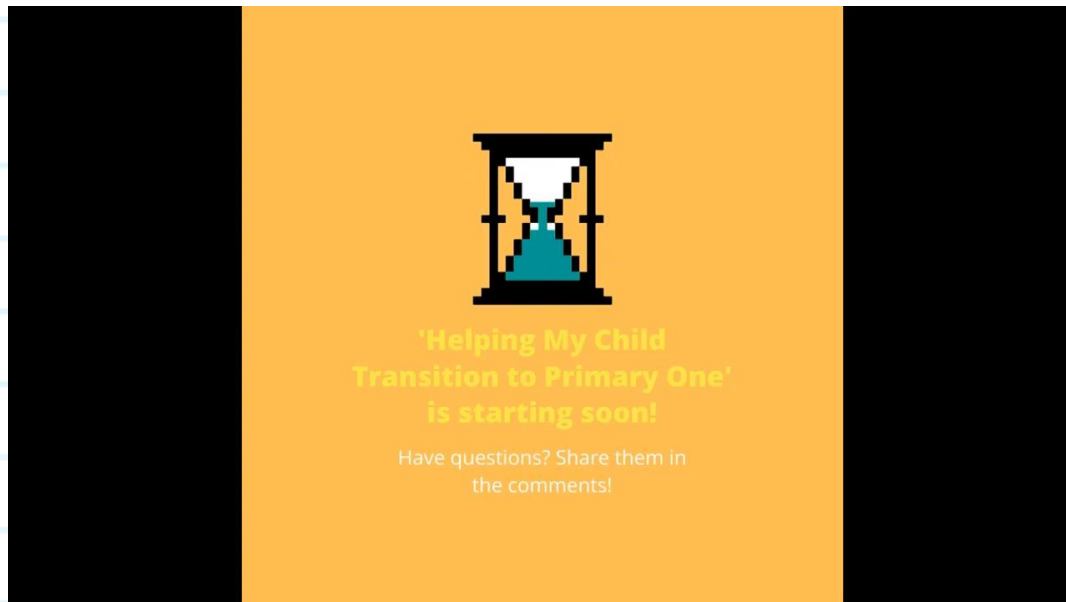 'Helping My Child
Transition to Primary One'
is starting soon!
Have questions? Share them in
the comments!